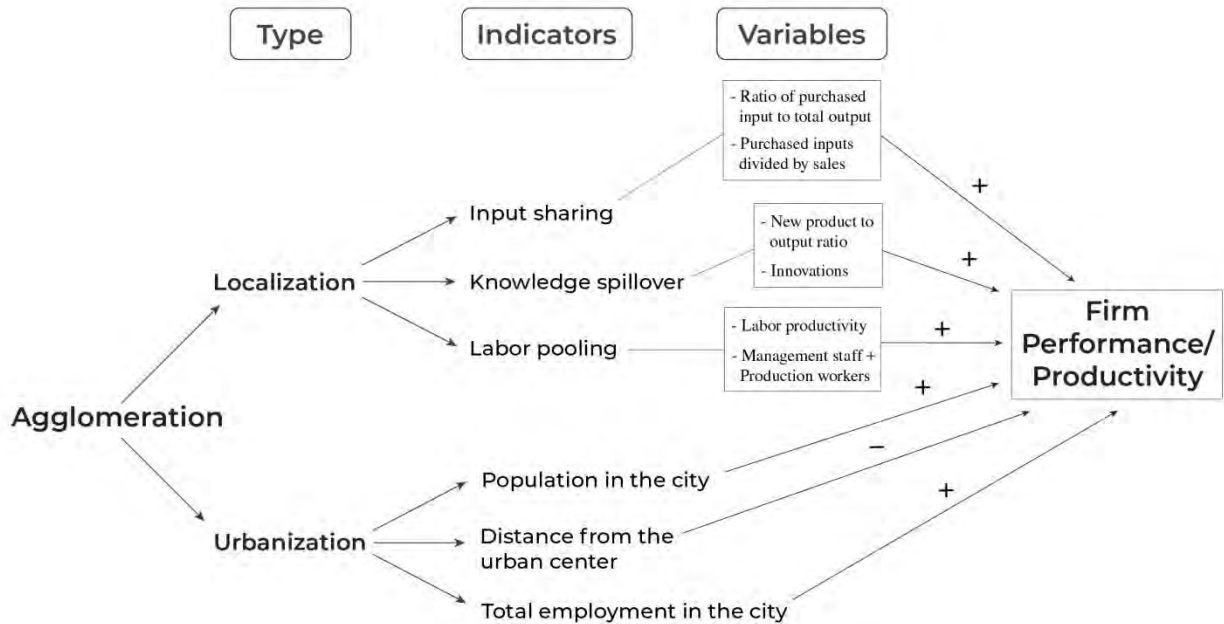 Type
Indicators
Variables
- Ratio of purchased
input to total output
- Purchased inputs
divided by sales
+
Input sharing
- New product to
output ratio
- Innovations
+
Localization
Knowledge spillover
Labor pooling
- Labor productivity
- Management staff +
Production workers
+
Firm
Performance/
Productivity
Agglomeration
+
–
+
Population in the city
Urbanization
Distance from the
urban center
Total employment in the city